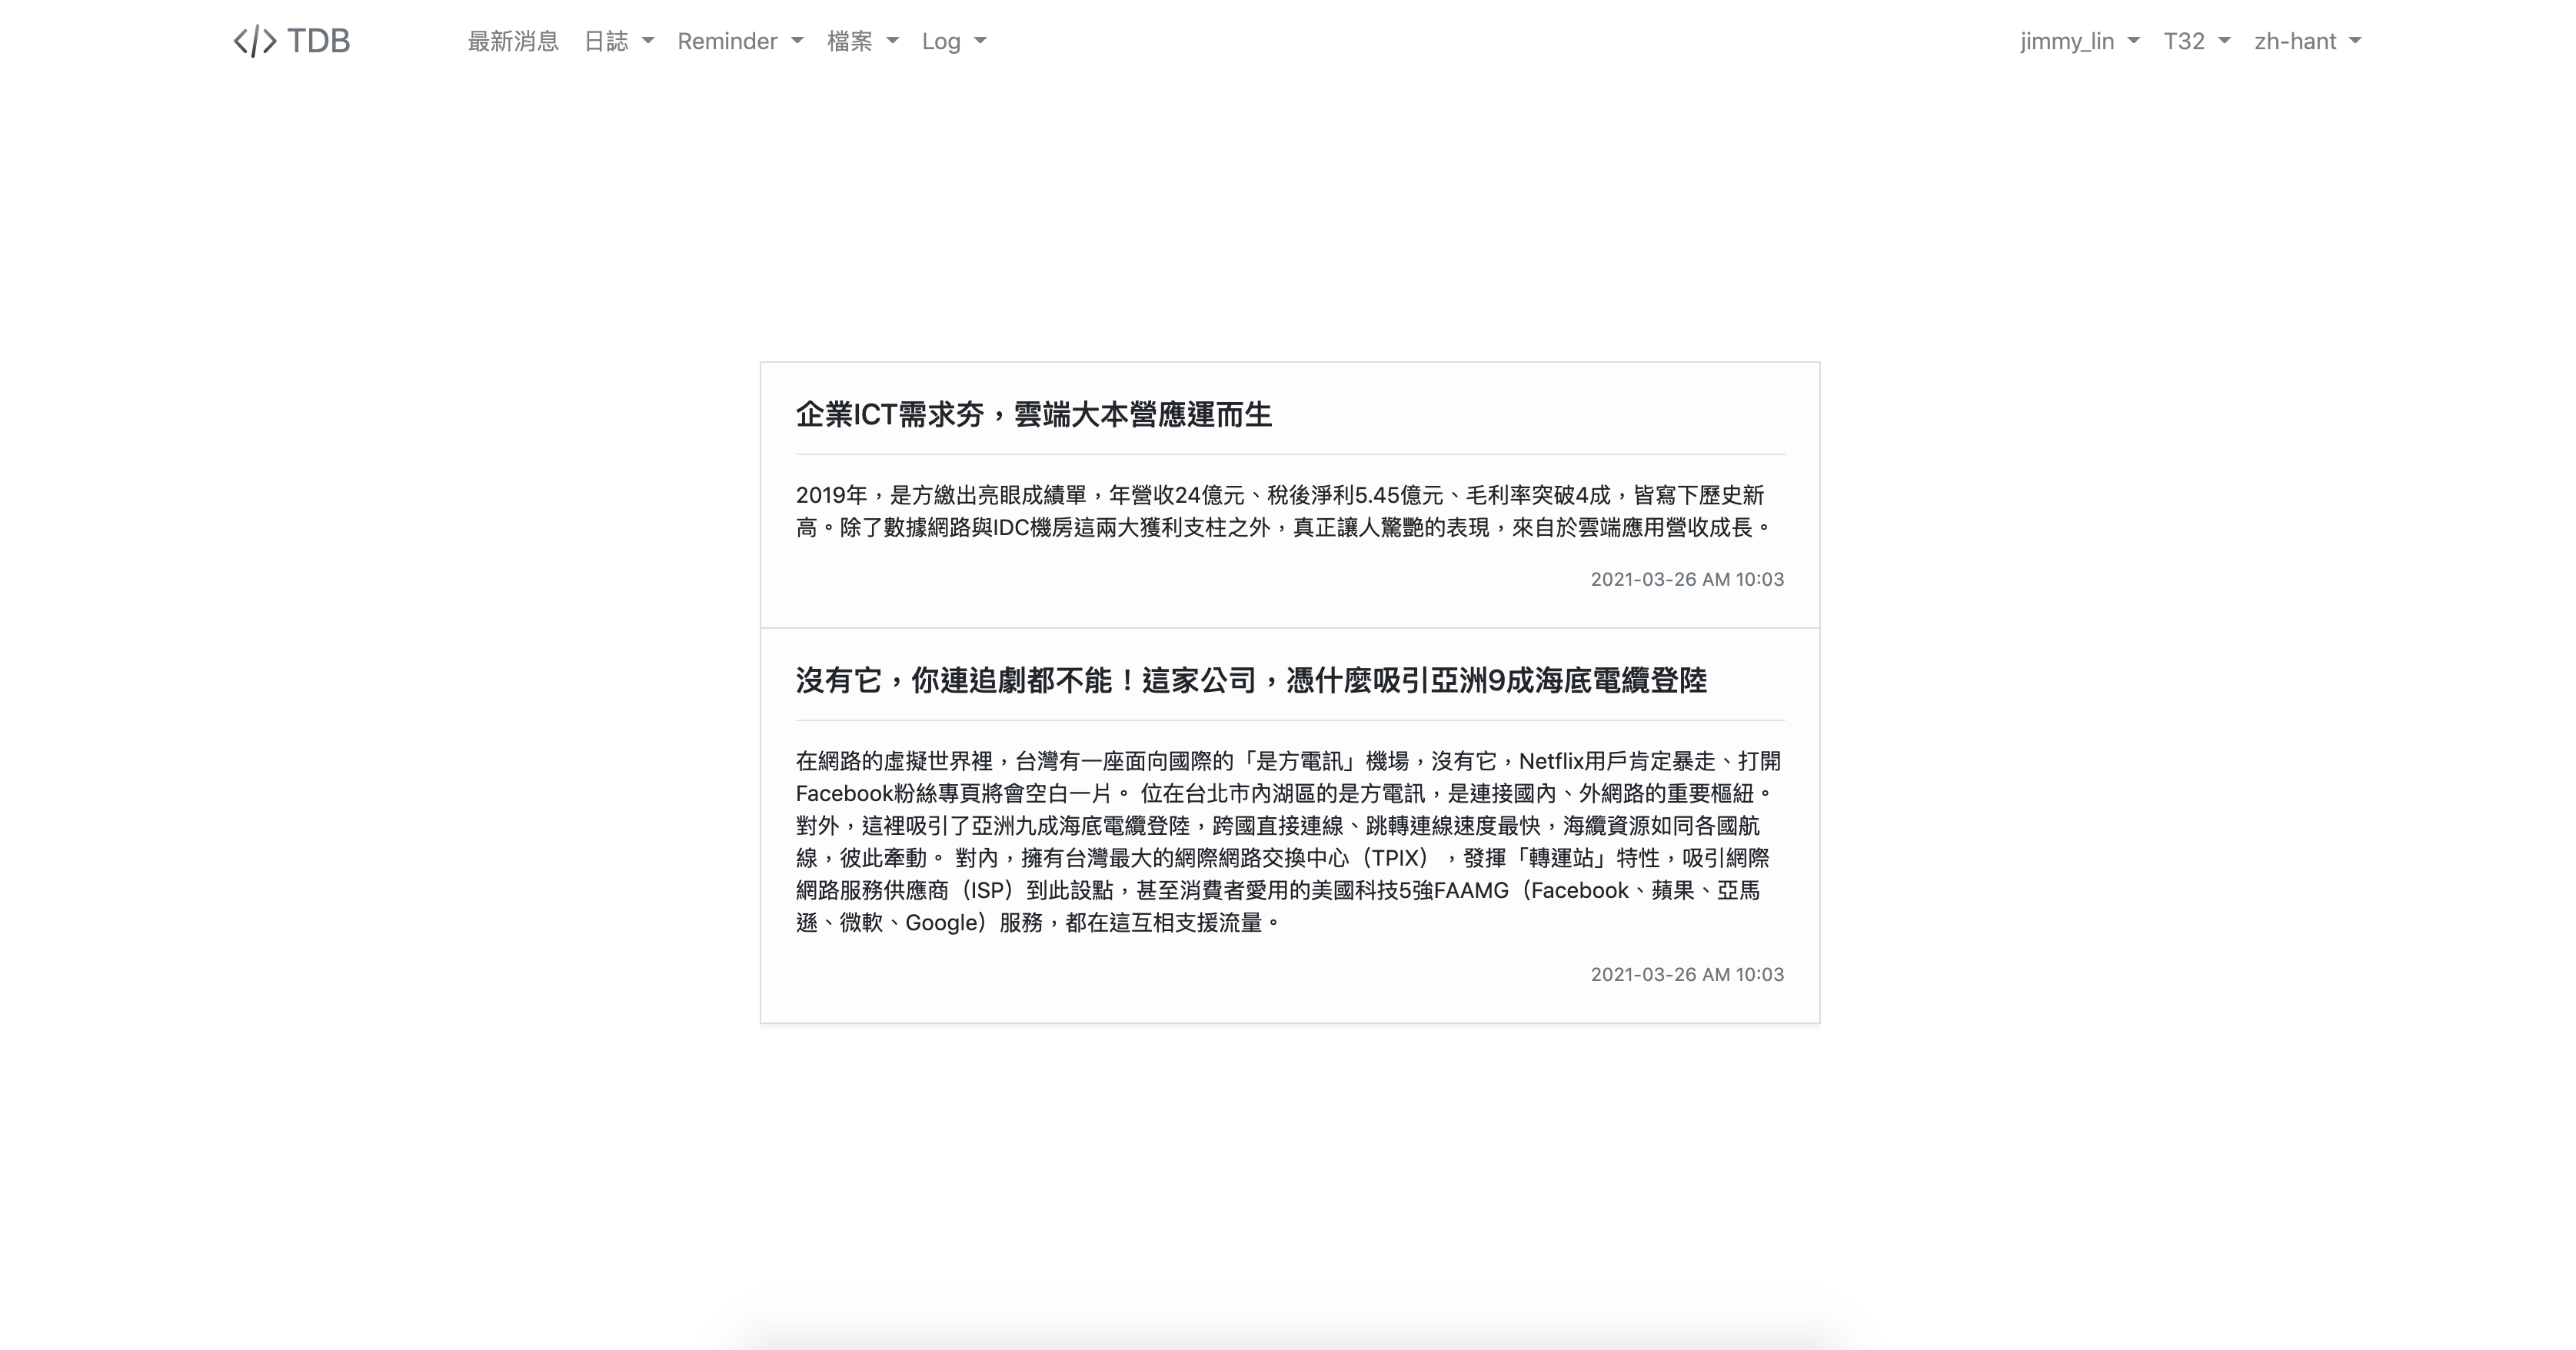 </> TDB
最新消息 日誌 Reminder 檔案 Log jimmy_lin T32 zh-hant
企業ICT需求夯，雲端大本營應運而生
2019年，是方繳出亮眼成績單，年營收24億元、稅後淨利5.45億元、毛利率突破4成，皆寫下歷史新
高。除了數據網路與IDC機房這兩大獲利支柱之外，真正讓人驚艷的表現，來自於雲端應用營收成長。
2021-03-26 AM 10:03
沒有它，你連追劇都不能！這家公司，憑什麼吸引亞洲9成海底電纜登陸
在網路的虛擬世界裡，台灣有一座面向國際的「是方電訊」機場，沒有它，Netflix用戶肯定暴走、打開
Facebook粉絲專頁將會空白一片。 位在台北市內湖區的是方電訊，是連接國內、外網路的重要樞紐。
對外，這裡吸引了亞洲九成海底電纜登陸，跨國直接連線、跳轉連線速度最快，海纜資源如同各國航
線，彼此牽動。 對內，擁有台灣最大的網際網路交換中心（TPIX），發揮「轉運站」特性，吸引網際
網路服務供應商（ISP）到此設點，甚至消費者愛用的美國科技5強FAAMG（Facebook、蘋果、亞馬
遜、微軟、Google）服務，都在這互相支援流量。
2021-03-26 AM 10:03